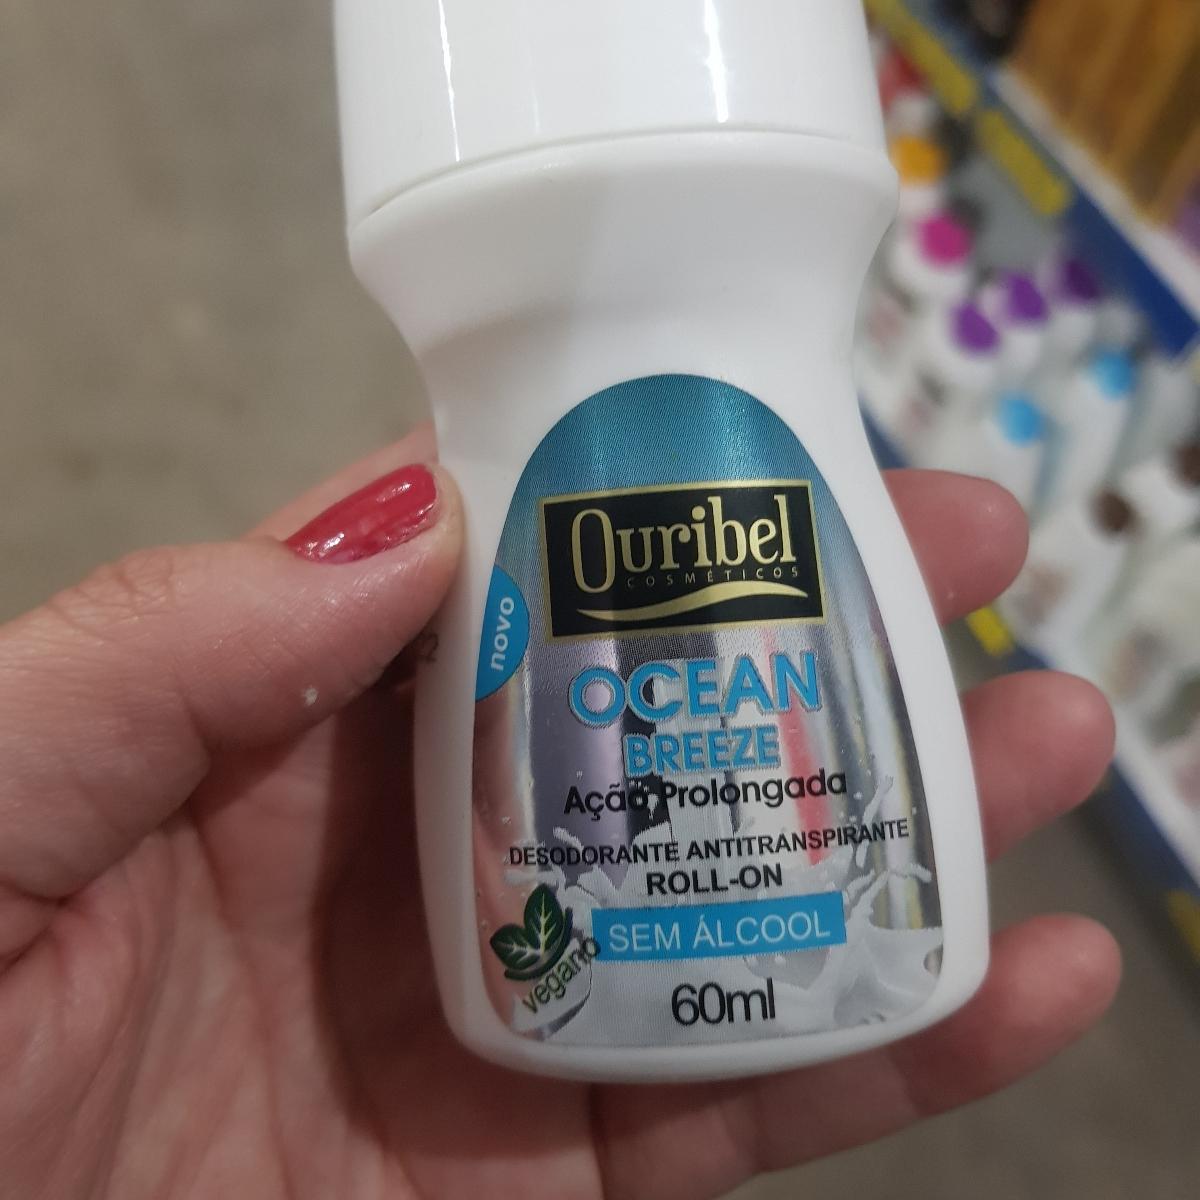 Ouribel
COSMÉTICOS
novo
OCEAN
BREEZE
Ação Prolongada
DESODORANTE ANTITRANSPIRANTE
ROLL-ON
SEM ÁLCOOL
vegano
60ml